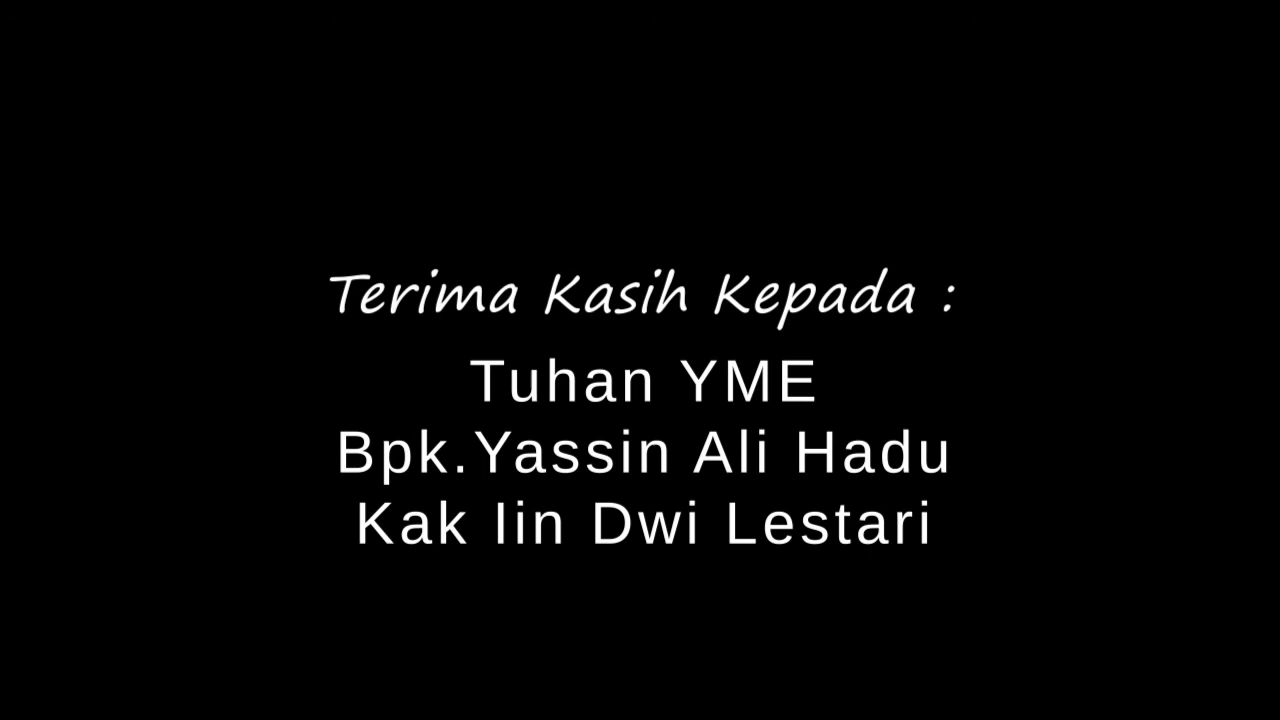 Terima Kasih Kepada :
Tuhan YME
Bpk.Yassin Ali Hadu
Kak Iin Dwi Lestari